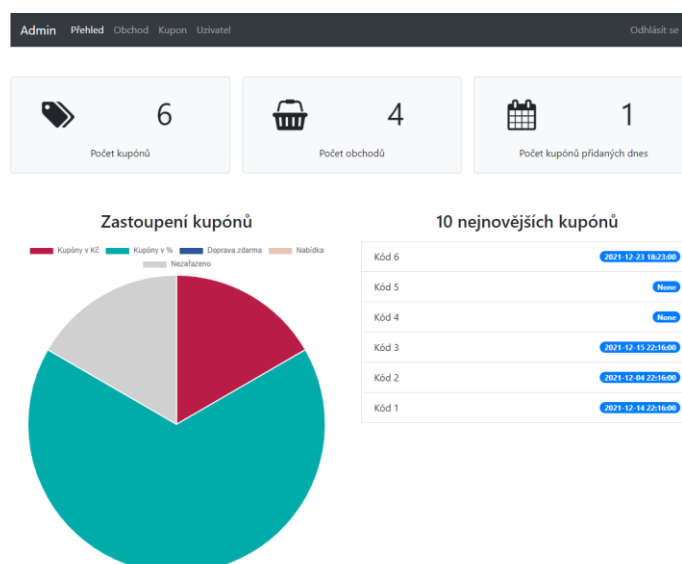 Admin Přehled Obchod Kupon Uzivatel Odhlásit se
6 4 1
Počet kupónů Počet obchodů Počet kupónů přidaných dnes
Zastoupení kupónů
Kupóny v Kč Kupóny v % Doprava zdarma Nabídka
Nezařazeno
10 nejnovějších kupónů
Kód 6 2021-12-23 18:23:00
Kód 5 None
Kód 4 None
Kód 3 2021-12-15 22:16:00
Kód 2 2021-12-04 22:16:00
Kód 1 2021-12-14 22:16:00